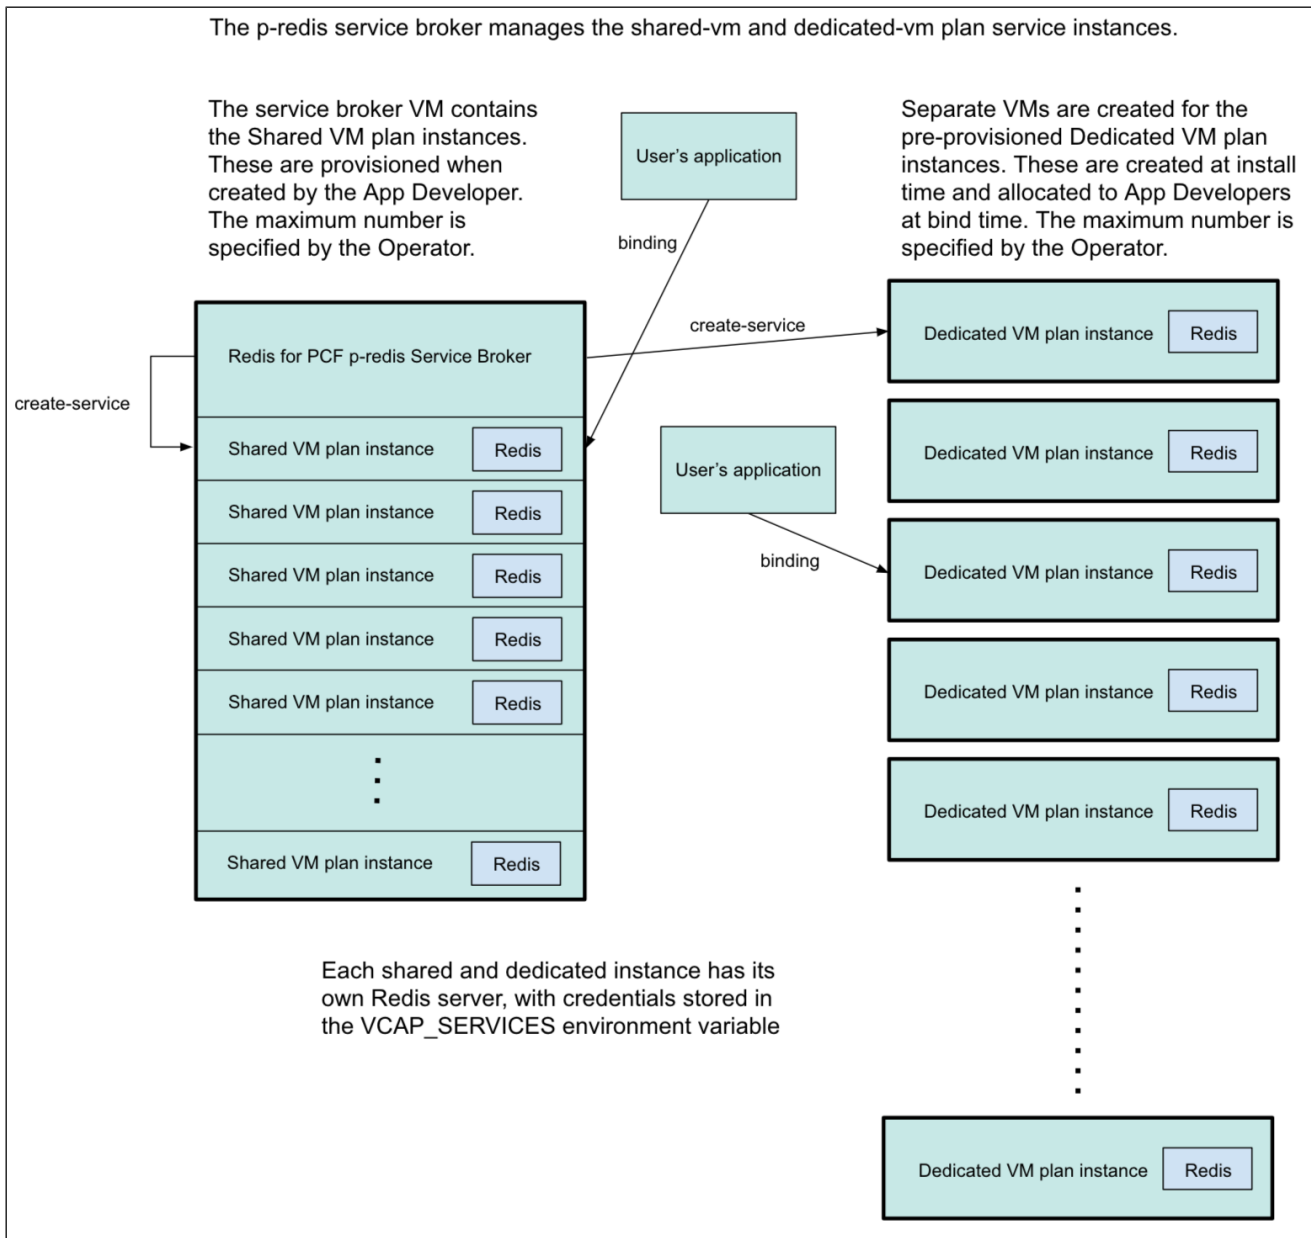 The p-redis service broker manages the shared-vm and dedicated-vm plan service instances.
The service broker VM contains
the Shared VM plan instances.
These are provisioned when
created by the App Developer.
The maximum number is
specified by the Operator.
User's application
binding
Separate VMs are created for the
pre-provisioned Dedicated VM plan
instances. These are created at install
time and allocated to App Developers
at bind time. The maximum number is
specified by the Operator.
Redis for PCF p-redis Service Broker
create-service
create-service
Shared VM plan instance Redis
Shared VM plan instance Redis
Shared VM plan instance Redis
Shared VM plan instance Redis
Shared VM plan instance Redis
Shared VM plan instance Redis
User's application
binding
Dedicated VM plan instance Redis
Dedicated VM plan instance Redis
Dedicated VM plan instance Redis
Dedicated VM plan instance Redis
Dedicated VM plan instance Redis
Dedicated VM plan instance Redis
Each shared and dedicated instance has its
own Redis server, with credentials stored in
the VCAP_SERVICES environment variable